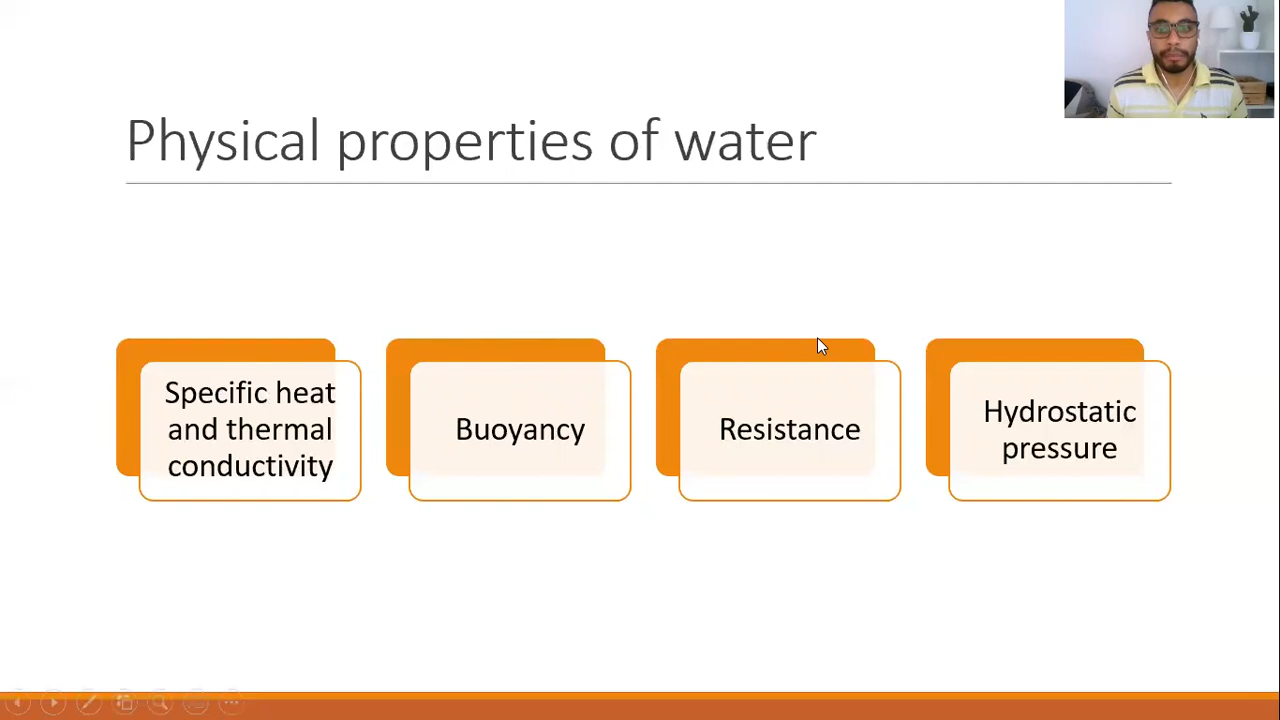 Physical properties of water
Specific heat
and thermal
conductivity
Buoyancy
Resistance
Hydrostatic
pressure